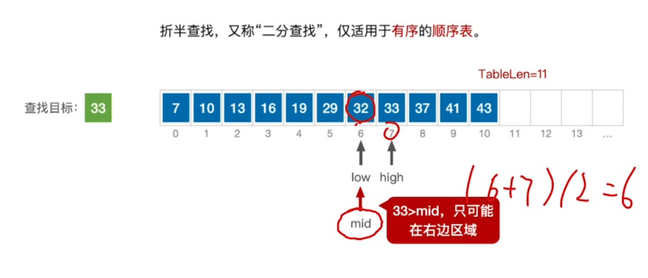 折半查找，又称“二分查找”，仅适用于有序的顺序表。
TableLen=11
查找目标： 33
7 10 13 16 19 29 32 33 37 41 43
0 1 2 3 4 5 6 7 8 9 10 11 12 13 ...
low high
(6+7)/2=6
mid
33>mid，只可能
在右边区域